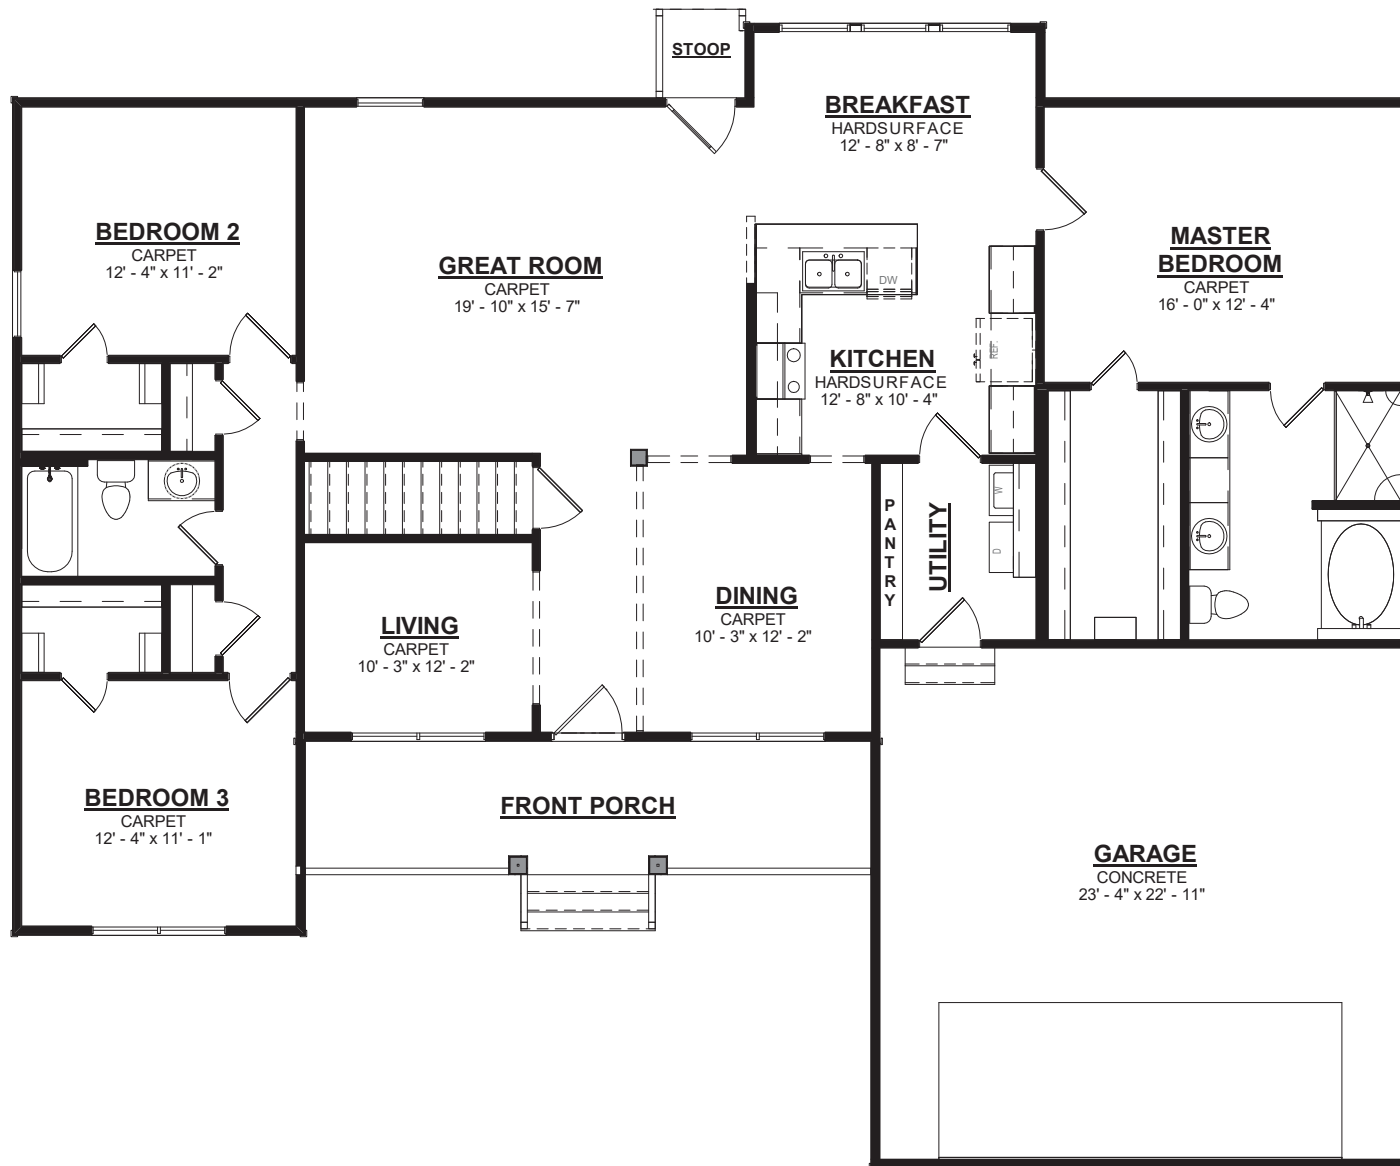 STOOP
BREAKFAST
HARDSURFACE
12' - 8" x 8' - 7"
BEDROOM 2
CARPET
12' - 4" x 11' - 2"
GREAT ROOM
CARPET
19' - 10" x 15' - 7"
DW
MASTER
BEDROOM
CARPET
16' - 0" x 12' - 4"
KITCHEN
HARDSURFACE
12' - 8" x 10' - 4"
REF.
PANTRY
UTILITY
W
D
LIVING
CARPET
10' - 3" x 12' - 2"
DINING
CARPET
10' - 3" x 12' - 2"
BEDROOM 3
CARPET
12' - 4" x 11' - 1"
FRONT PORCH
GARAGE
CONCRETE
23' - 4" x 22' - 11"